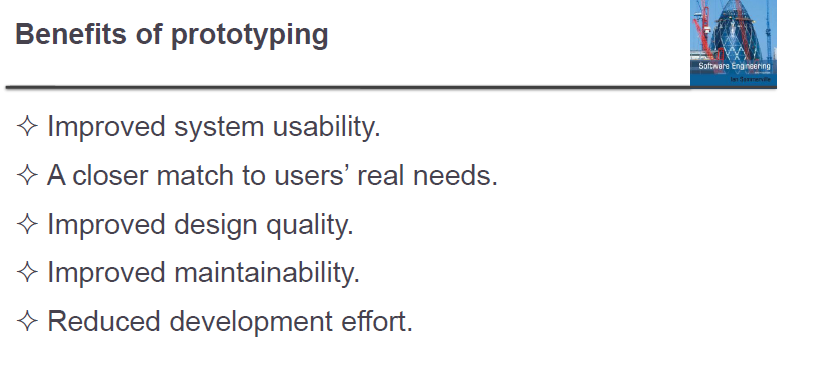 Benefits of prototyping
Software Engineering
Ian Sommerville
✧ Improved system usability.
✧ A closer match to users’ real needs.
✧ Improved design quality.
✧ Improved maintainability.
✧ Reduced development effort.